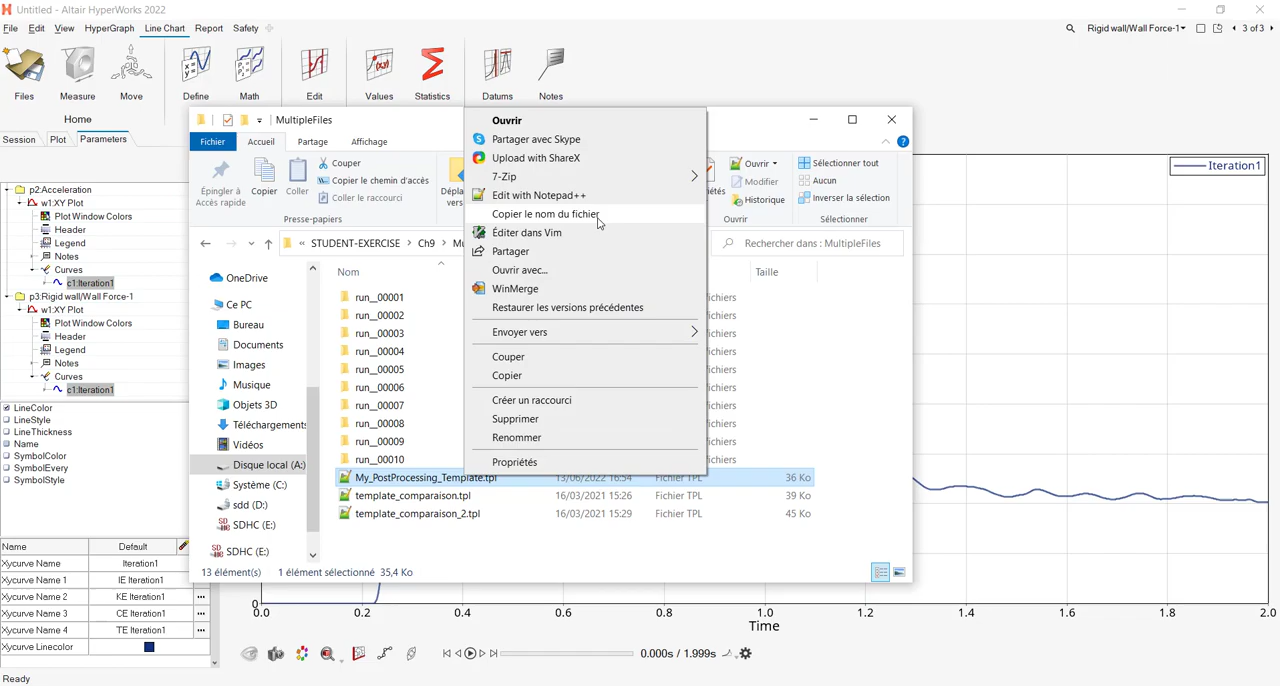 Untitled - Altair HyperWorks 2022
File Edit View HyperGraph Line Chart Report Safety
Rigid wall/Wall Force-1 3 of 3
Files Measure Move Define Math Edit Values Statistics Datums Notes
Home
Session Plot Parameters
p2:Acceleration
w1:XY Plot
Plot Window Colors
Header
Legend
Notes
Curves
c1:Iteration1
p3:Rigid wall/Wall Force-1
w1:XY Plot
Plot Window Colors
Header
Legend
Notes
Curves
c1:Iteration1
LineColor
LineStyle
LineThickness
Name
SymbolColor
SymbolEvery
SymbolStyle
Name Default
Xycurve Name Iteration1
Xycurve Name 1 IE Iteration1
Xycurve Name 2 KE Iteration1
Xycurve Name 3 CE Iteration1
Xycurve Name 4 TE Iteration1
Xycurve Linecolor
Ready
MultipleFiles
Fichier Accueil Partage Affichage
Épingler à
Accès rapide
Copier
Coller
Couper
Copier le chemin d'accès
Coller le raccourci
Presse-papiers
Ouvrir
Modifier
Historique
Ouvrir
Sélectionner tout
Aucun
Inverser la sélection
Sélectionner
« STUDENT-EXERCISE > Ch9 >
Rechercher dans : MultipleFiles
OneDrive
Ce PC
Bureau
Documents
Images
Musique
Objets 3D
Téléchargements
Vidéos
Disque local (A:)
Système (C:)
sdd (D:)
SDHC (E:)
SDHC (E:)
Nom Taille
run__00001
run__00002
run__00003
run__00004
run__00005
run__00006
run__00007
run__00008
run__00009
run__00010
My_PostProcessing_Template.tpl 13/06/2022 16:54 Fichier TPL 36 Ko
template_comparaison.tpl 16/03/2021 15:26 Fichier TPL 39 Ko
template_comparaison_2.tpl 16/03/2021 15:29 Fichier TPL 45 Ko
13 élément(s) 1 élément sélectionné 35,4 Ko
Ouvrir
Partager avec Skype
Upload with ShareX
7-Zip
Edit with Notepad++
Copier le nom du fichier
Éditer dans Vim
Partager
Ouvrir avec...
WinMerge
Restaurer les versions précédentes
Envoyer vers
Couper
Copier
Créer un raccourci
Supprimer
Renommer
Propriétés
Iteration1
0
0.0 0.2 0.4 0.6 0.8 1.0 1.2 1.4 1.6 1.8 2.0
Time
0.000s / 1.999s